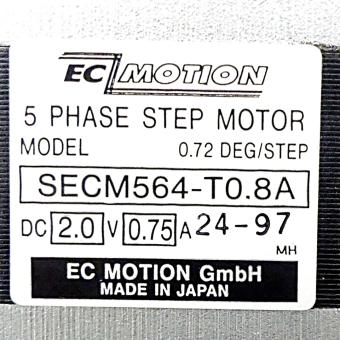 EC MOTION
5 PHASE STEP MOTOR
MODEL 0.72 DEG/STEP
SECM564-T0.8A
DC 2.0 V 0.75 A 24-97
MH
EC MOTION GmbH
MADE IN JAPAN